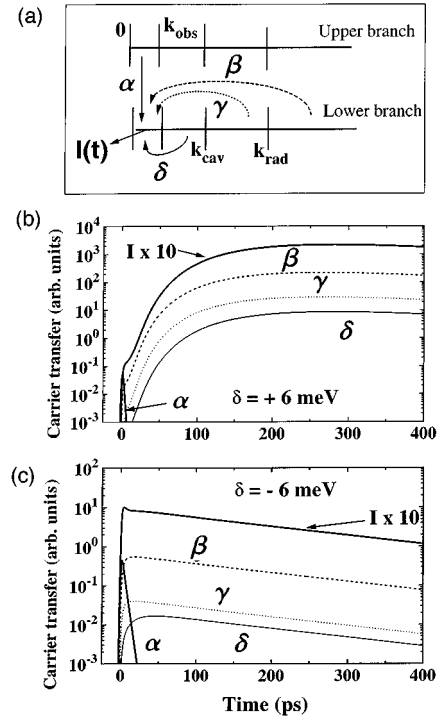 (a)
0 k_obs Upper branch
α β
γ Lower branch
I(t) δ k_cav k_rad
(b)
Carrier transfer (arb. units)
10^4
10^3
10^2
10^1
10^0
10^-1
10^-2
10^-3
I x 10
β
γ
δ
α
δ = + 6 meV
0 100 200 300 400
(c)
Carrier transfer (arb. units)
10^2
10^1
10^0
10^-1
10^-2
10^-3
δ = - 6 meV
I x 10
β
γ
α δ
0 100 200 300 400
Time (ps)